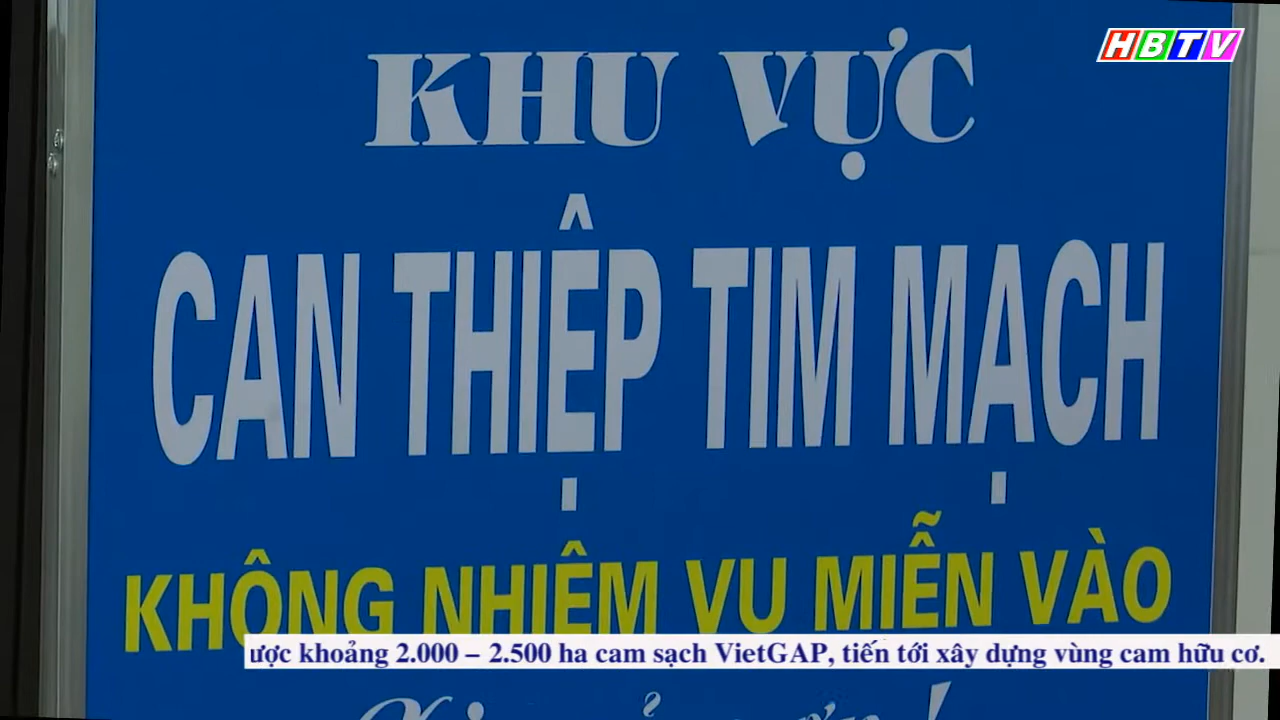 HBTV
KHU VỰC
CAN THIỆP TIM MẠCH
KHÔNG NHIỆM VU MIỄN VÀO
ược khoảng 2.000 – 2.500 ha cam sạch VietGAP, tiến tới xây dựng vùng cam hữu cơ.